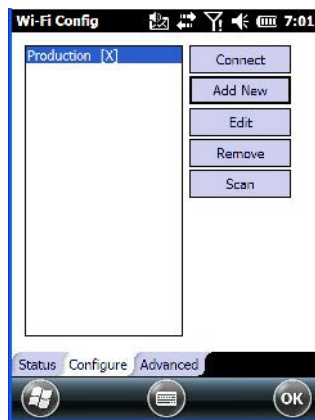 Wi-Fi Config 7:01
Production [X]
Connect
Add New
Edit
Remove
Scan
Status Configure Advanced
OK